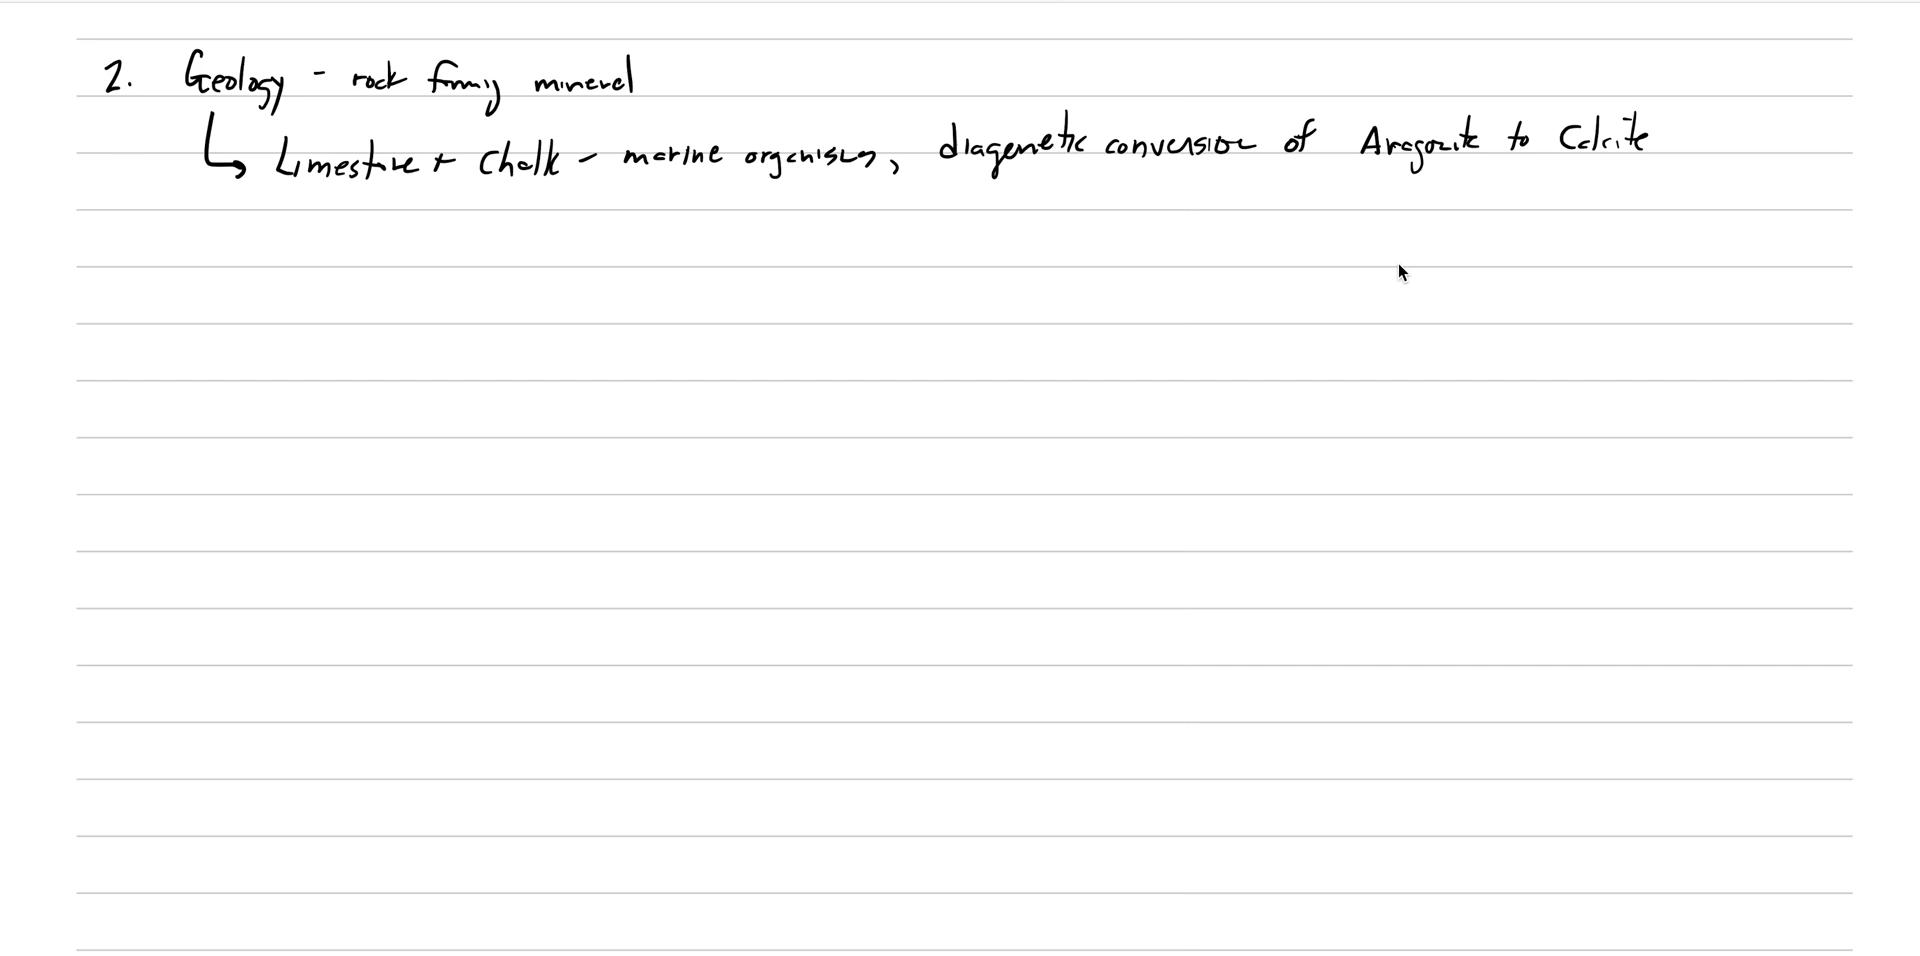 2. Geology - rock forming mineral
↳ Limestone + Chalk - marine organisms, diagenetic conversion of Aragonite to Calcite